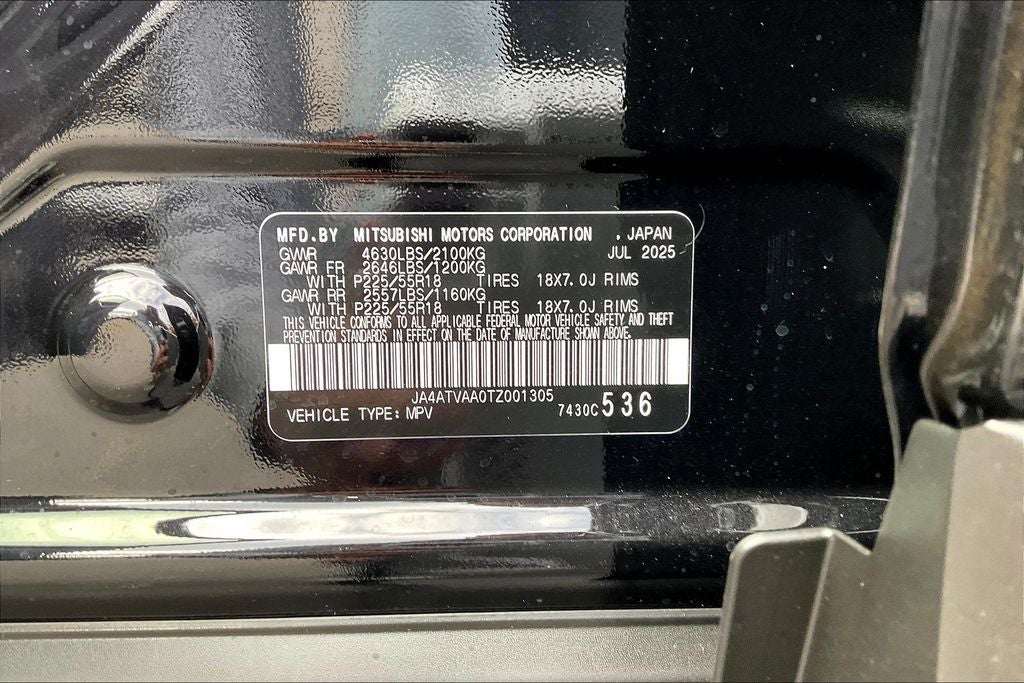 MFD.BY MITSUBISHI MOTORS CORPORATION , JAPAN
GVWR 4630LBS/2100KG JUL 2025
GAWR FR 2646LBS/1200KG
WITH P225/55R18 TIRES 18X7.0J RIMS
GAWR RR 2557LBS/1160KG
WITH P225/55R18 TIRES 18X7.0J RIMS
THIS VEHICLE CONFORMS TO ALL APPLICABLE FEDERAL MOTOR VEHICLE SAFETY AND THEFT
PREVENTION STANDARDS IN EFFECT ON THE DATE OF MANUFACTURE SHOWN ABOVE.
JA4ATVAA0TZ001305
VEHICLE TYPE: MPV 7430C 536